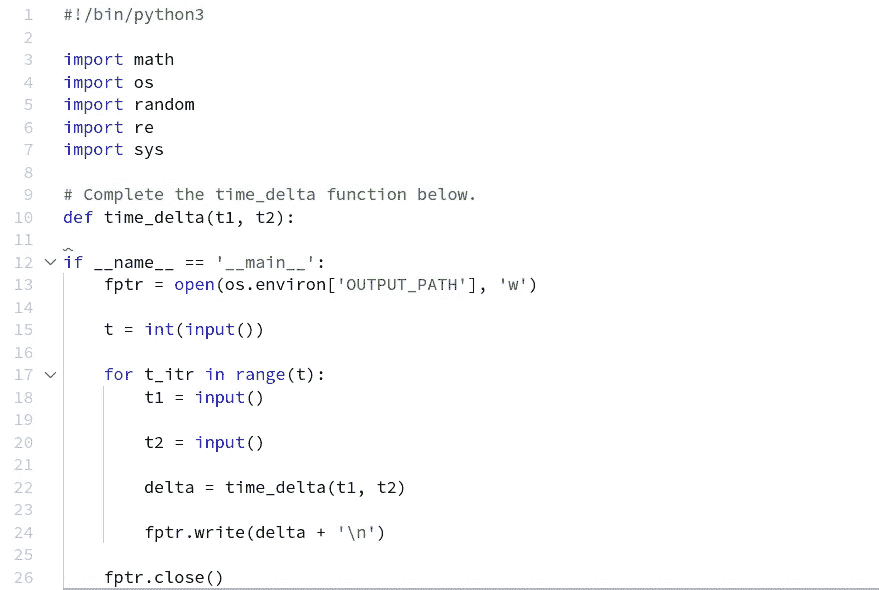 1 #!/bin/python3
2
3 import math
4 import os
5 import random
6 import re
7 import sys
8
9 # Complete the time_delta function below.
10 def time_delta(t1, t2):
11
12 if __name__ == '__main__':
13     fptr = open(os.environ['OUTPUT_PATH'], 'w')
14
15     t = int(input())
16
17     for t_itr in range(t):
18         t1 = input()
19
20         t2 = input()
21
22         delta = time_delta(t1, t2)
23
24         fptr.write(delta + '\n')
25
26     fptr.close()